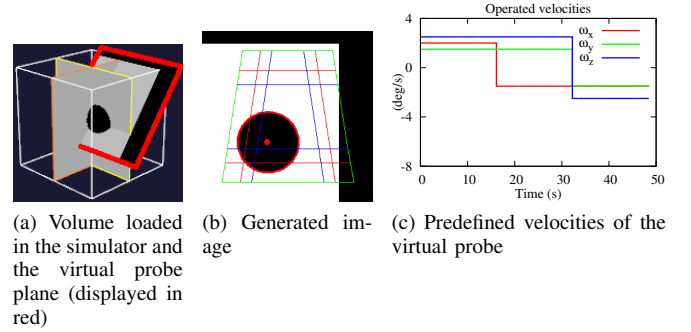 Operated velocities
4
0
-4
-8
(deg/s)
ω_x
ω_y
ω_z
0 10 20 30 40 50
Time (s)
(a) Volume loaded
in the simulator and
the virtual probe
plane (displayed in
red)
(b) Generated im-
age
(c) Predefined velocities of the
virtual probe